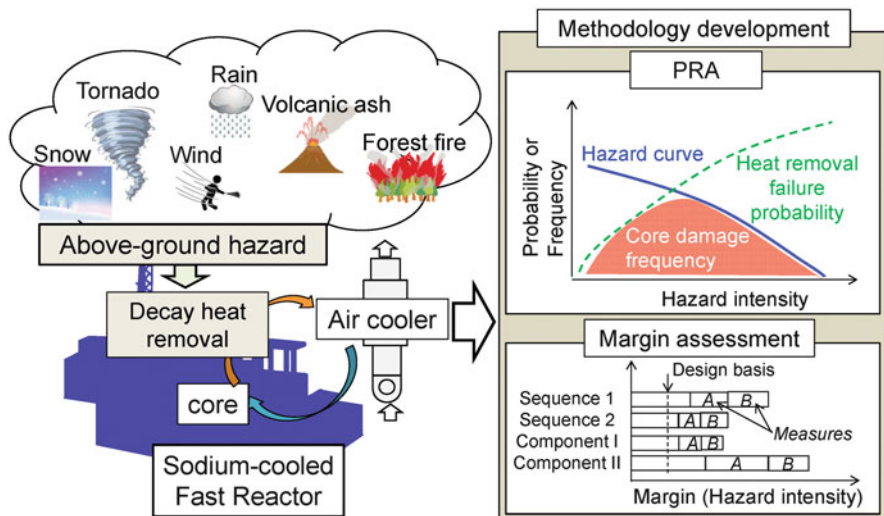 Tornado
Rain
Volcanic ash
Snow
Wind
Forest fire
Above-ground hazard
Decay heat
removal
Air cooler
core
Sodium-cooled
Fast Reactor
Methodology development
PRA
Probability or
Frequency
Hazard curve
Heat removal
failure
probability
Core damage
frequency
Hazard intensity
Margin assessment
Design basis
Sequence 1 A B
Sequence 2 A B
Measures
Component I A B
Component II A B
Margin (Hazard intensity)